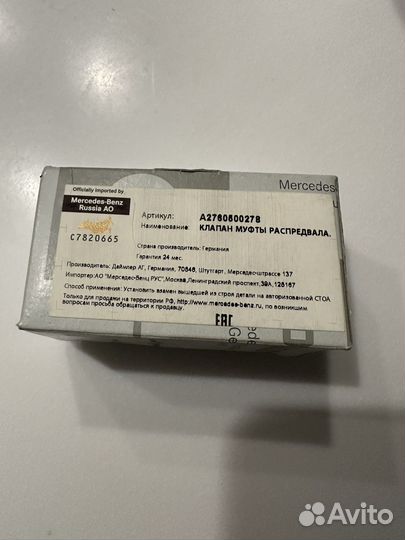 Officially imported by
Mercedes-Benz
Russia AO
C7820665
Mercedes
Артикул: A2760500278
Наименование: КЛАПАН МУФТЫ РАСПРЕДВАЛА.
Страна производитель: Германия
Гарантия 24 мес.
Производитель: Деймлер АГ, Германия, 70546, Штутгарт, Мерседесштрассе 137
Импортер:АО "Мерседес-Бенц РУС",Москва,Ленинградский проспект,39А,125167
Способ применения: Установить взамен вышедшей из строя детали на авторизованной СТОА
Только для продажи на территории РФ, http://www.mercedes-benz.ru, по возникшим
вопросам просьба обращаться к продавцу.
EAC
Avito